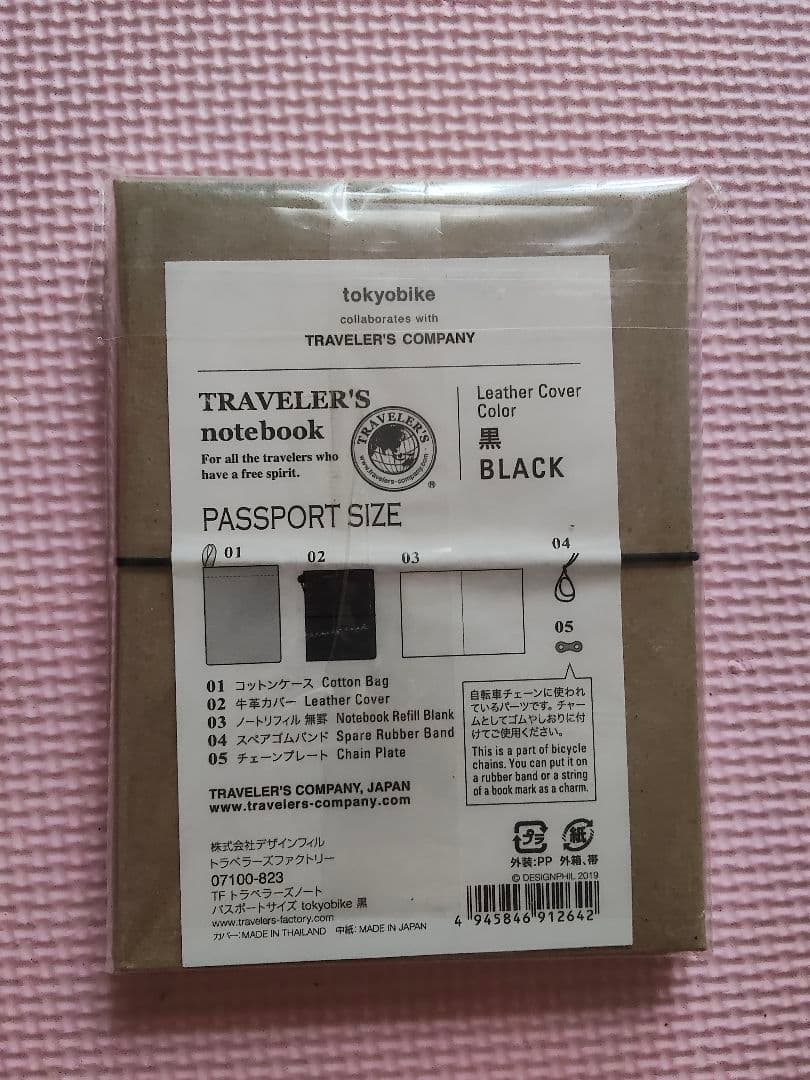 tokyobike
collaborates with
TRAVELER'S COMPANY
TRAVELER'S
notebook
For all the travelers who
have a free spirit.
TRAVELER'S
www.travelers-company.com
®
Leather Cover
Color
黒
BLACK
PASSPORT SIZE
01
02
03
04
05
01 コットンケース Cotton Bag
02 牛革カバー Leather Cover
03 ノートリフィル 無罫 Notebook Refill Blank
04 スペアゴムバンド Spare Rubber Band
05 チェーンプレート Chain Plate
自転車チェーンに使われ
ているパーツです。チャー
ムとしてゴムやしおりに付
けてご使用ください。
This is a part of bicycle
chains. You can put it on
a rubber band or a string
of a book mark as a charm.
TRAVELER'S COMPANY, JAPAN
www.travelers-company.com
株式会社デザインフィル
トラベラーズファクトリー
07100-823
TF トラベラーズノート
パスポートサイズ tokyobike 黒
www.travelers-factory.com
カバー:MADE IN THAILAND 中紙:MADE IN JAPAN
プラ
紙
外装:PP 外箱、帯
© DESIGNPHIL 2019
4 945846 912642